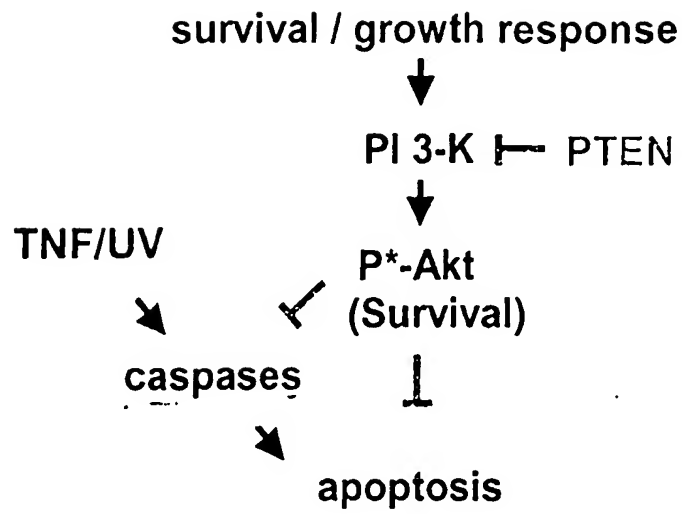 survival / growth response
PI 3-K PTEN
TNF/UV
P*-Akt
(Survival)
caspases
apoptosis